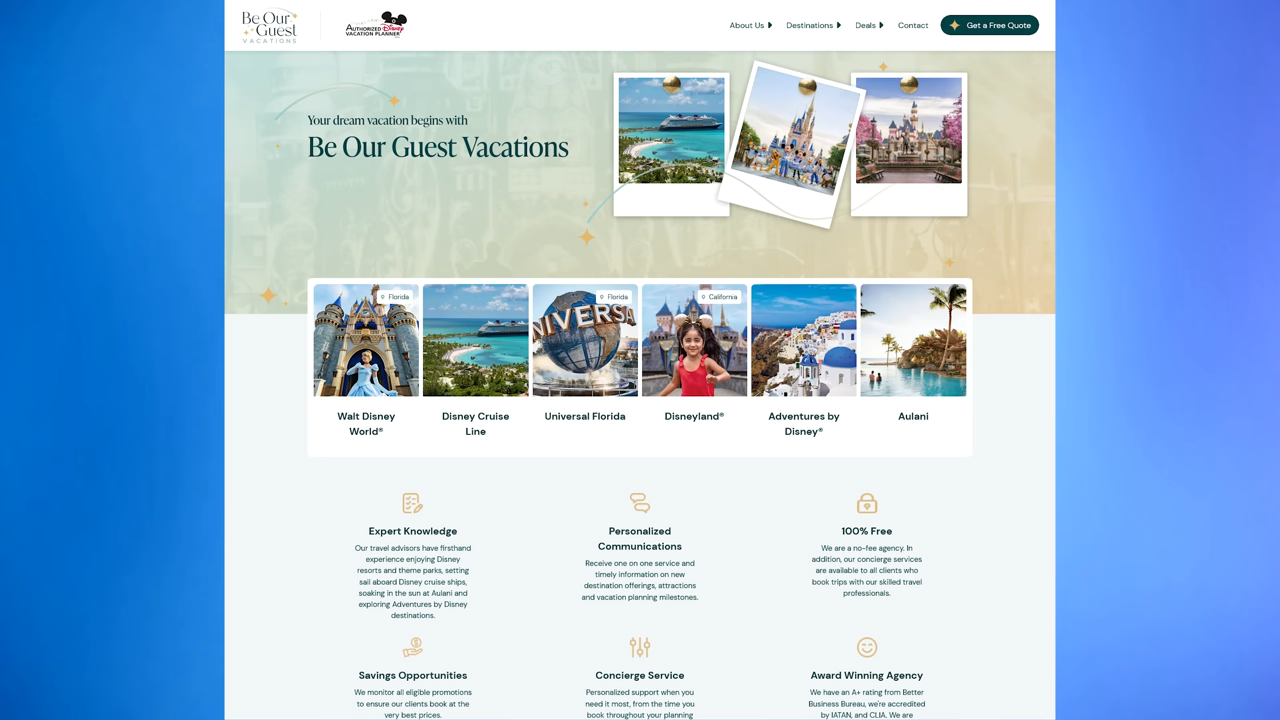 Be Our
Guest
VACATIONS
AUTHORIZED Disney
VACATION PLANNER
About Us
Destinations
Deals
Contact
Get a Free Quote
Your dream vacation begins with
Be Our Guest Vacations
Florida
Florida
California
UNIVERSA
Walt Disney
World®
Disney Cruise
Line
Universal Florida
Disneyland®
Adventures by
Disney®
Aulani
Expert Knowledge
Our travel advisors have firsthand
experience enjoying Disney
resorts and theme parks, setting
sail aboard Disney cruise ships,
soaking in the sun at Aulani and
exploring Adventures by Disney
destinations.
Personalized
Communications
Receive one on one service and
timely information on new
destination offerings, attractions
and vacation planning milestones.
100% Free
We are a no-fee agency. In
addition, our concierge services
are available to all clients who
book trips with our skilled travel
professionals.
Savings Opportunities
We monitor all eligible promotions
to ensure our clients book at the
very best prices.
Concierge Service
Personalized support when you
need it most, from the time you
book throughout your planning
Award Winning Agency
We have an A+ rating from Better
Business Bureau, we're accredited
by IATAN, and CLIA. We are